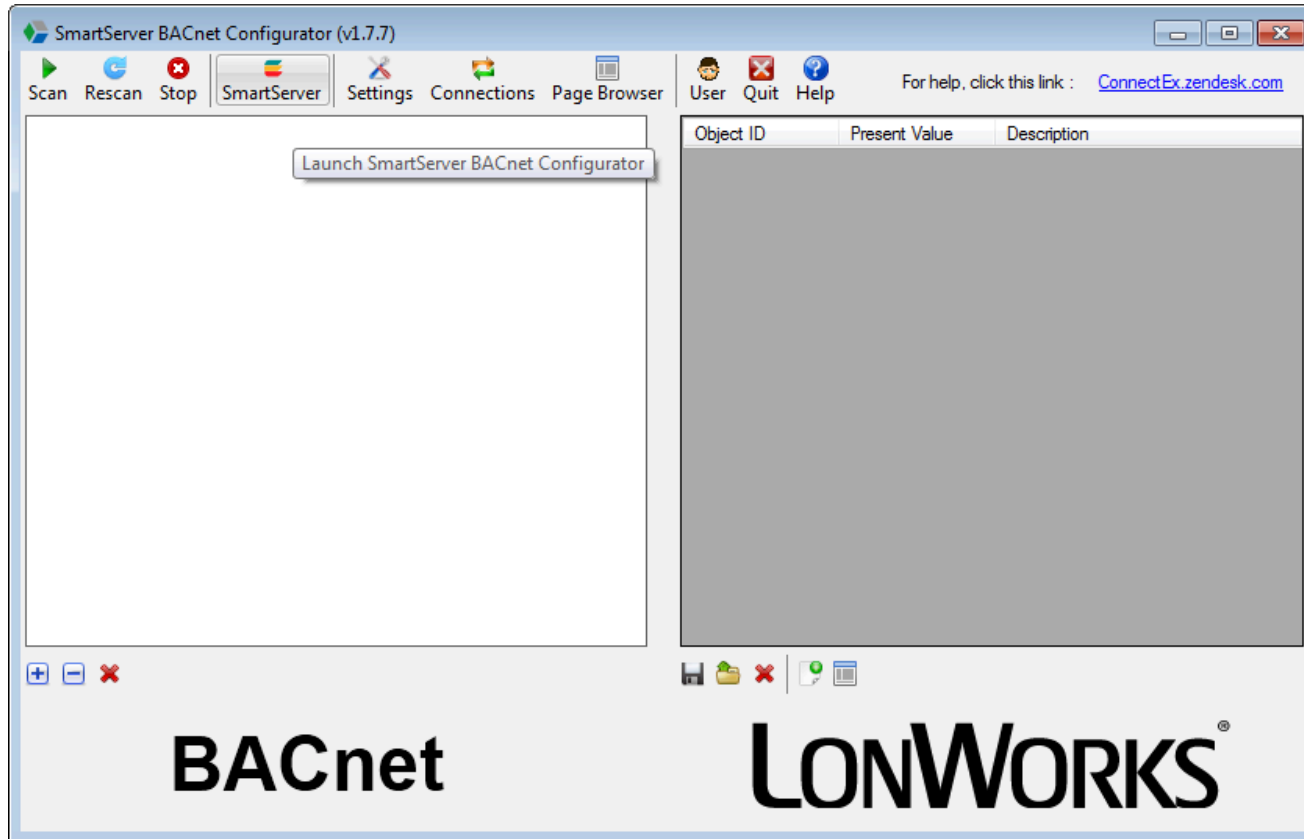 SmartServer BACnet Configurator (v1.7.7)
Scan Rescan Stop SmartServer Settings Connections Page Browser User Quit Help For help, click this link : ConnectEx.zendesk.com
Object ID Present Value Description
Launch SmartServer BACnet Configurator
BACnet LONWORKS®